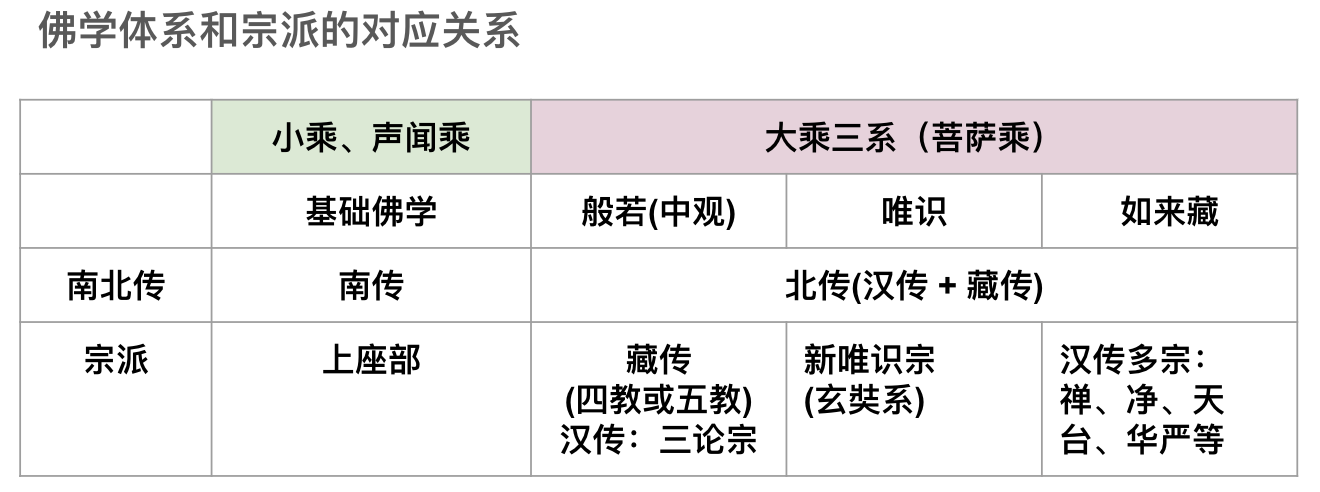 佛学体系和宗派的对应关系
小乘、声闻乘 大乘三系（菩萨乘）
基础佛学 般若(中观) 唯识 如来藏
南北传 南传 北传(汉传 + 藏传)
宗派 上座部 藏传 新唯识宗 汉传多宗：
(四教或五教) (玄奘系) 禅、净、天
汉传：三论宗 台、华严等